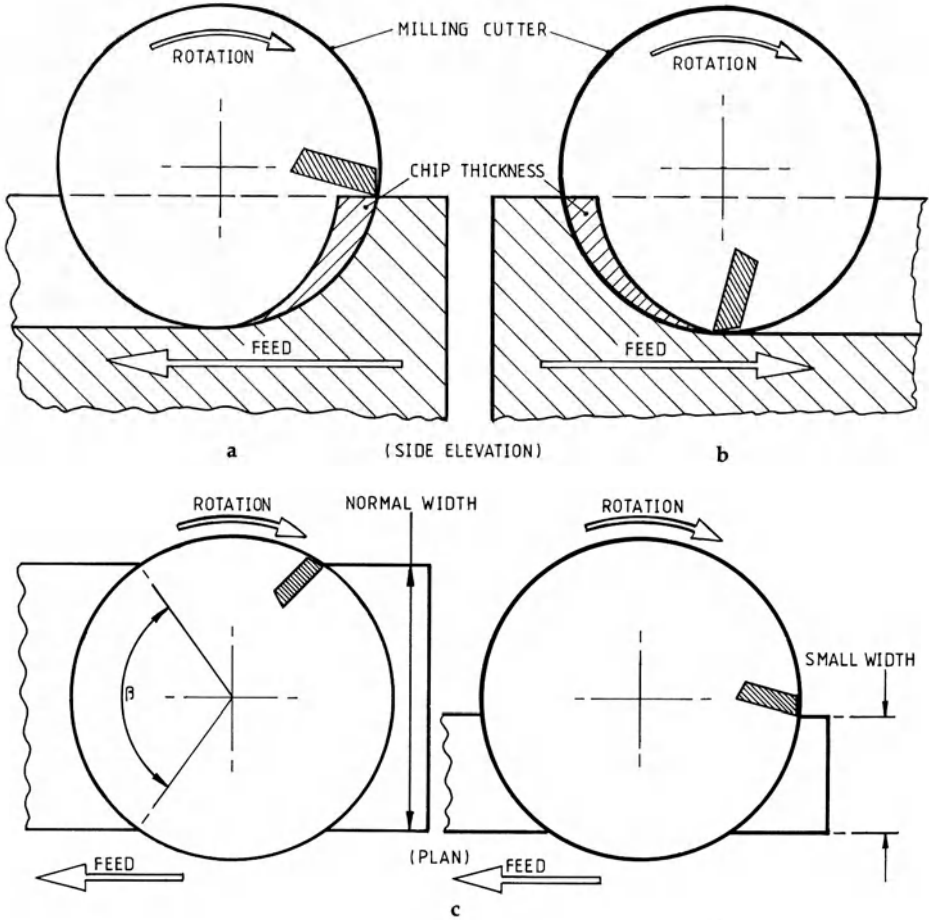 ROTATION
MILLING CUTTER
ROTATION
CHIP THICKNESS
FEED
FEED
a
(SIDE ELEVATION)
b
ROTATION
NORMAL WIDTH
ROTATION
SMALL WIDTH
β
FEED
(PLAN)
FEED
c